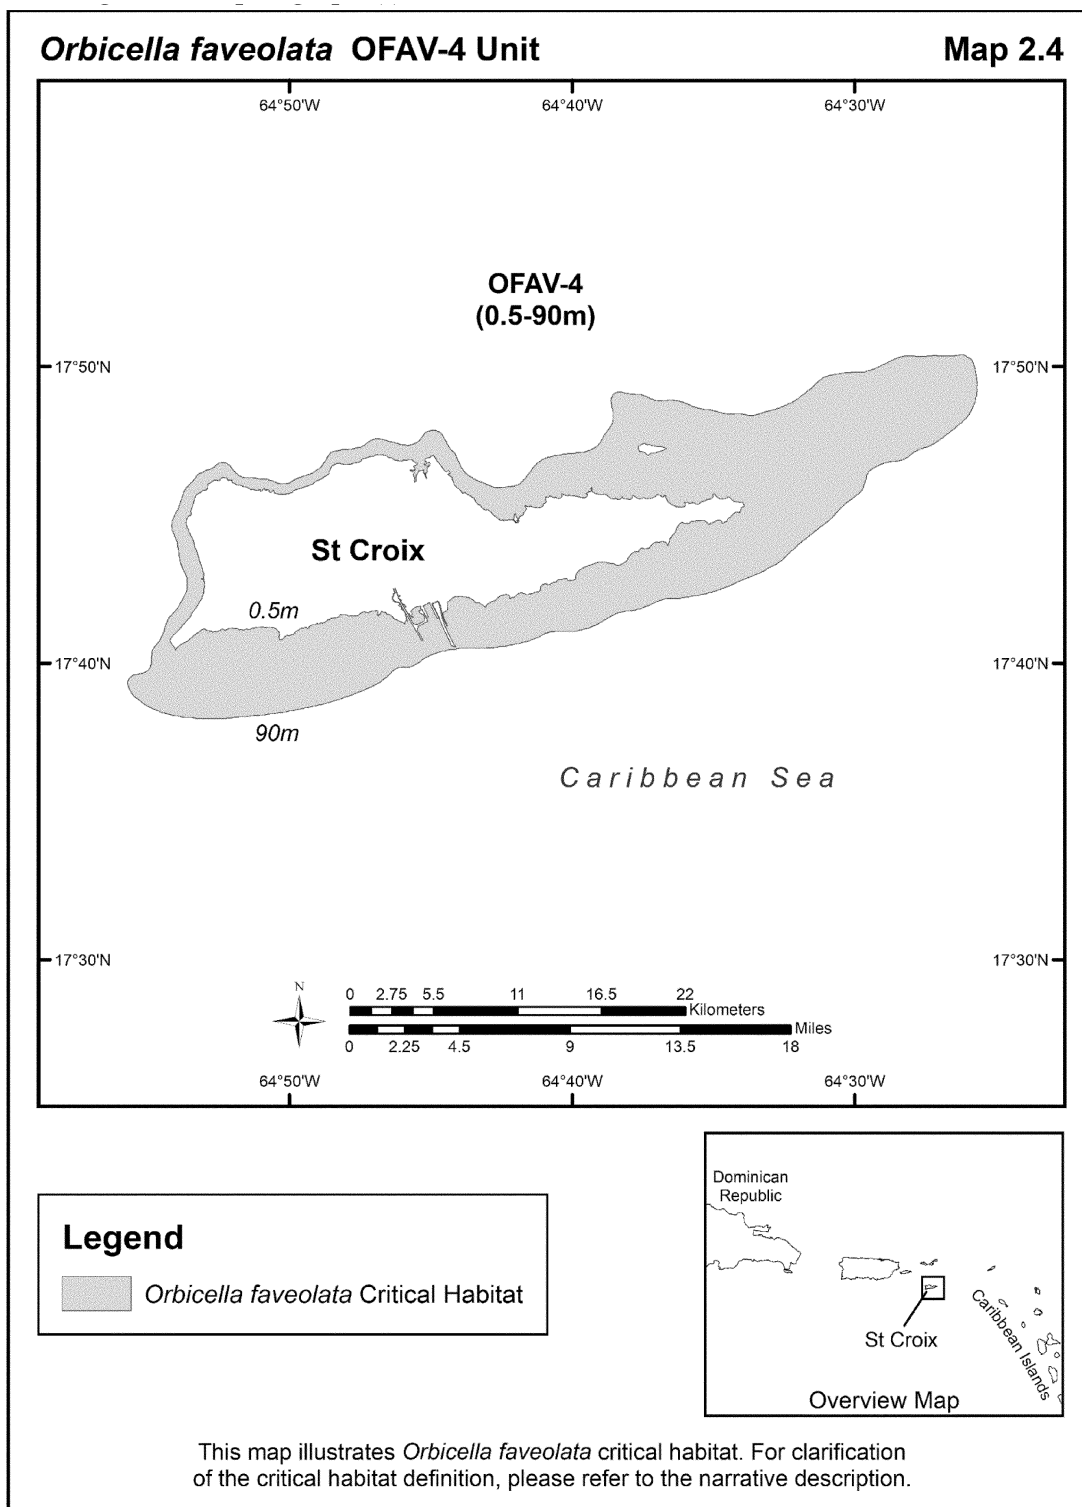 Orbicella faveolata OFAV-4 Unit
Map 2.4
64°50'W
64°40'W
64°30'W
OFAV-4
(0.5-90m)
17°50'N
17°50'N
St Croix
0.5m
17°40'N
17°40'N
90m
Caribbean Sea
17°30'N
17°30'N
N
0 2.75 5.5 11 16.5 22
Kilometers
Miles
0 2.25 4.5 9 13.5 18
64°50'W
64°40'W
64°30'W
Legend
Orbicella faveolata Critical Habitat
Dominican
Republic
St Croix
Caribbean Islands
Overview Map
This map illustrates Orbicella faveolata critical habitat. For clarification
of the critical habitat definition, please refer to the narrative description.